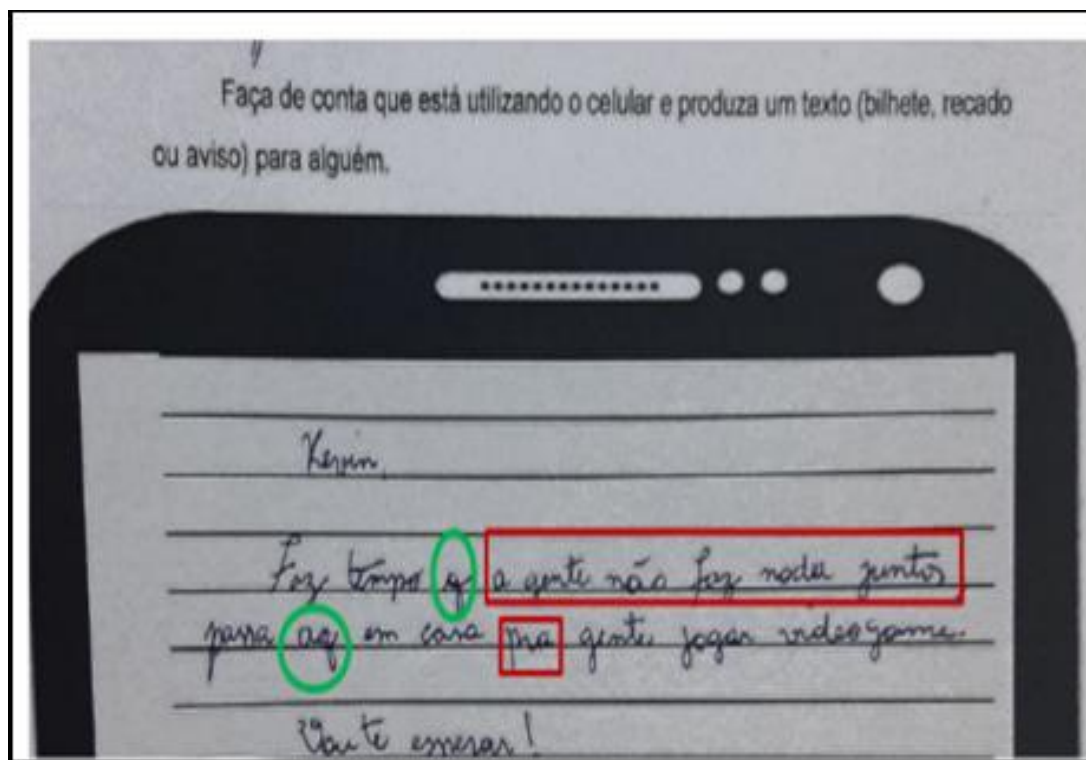 Faça de conta que está utilizando o celular e produza um texto (bilhete, recado
ou aviso) para alguém.
Kevin,
Faz tempo q a gente não faz nada juntos
passa aq em casa pra gente jogar videogame.
Vou te esperar!